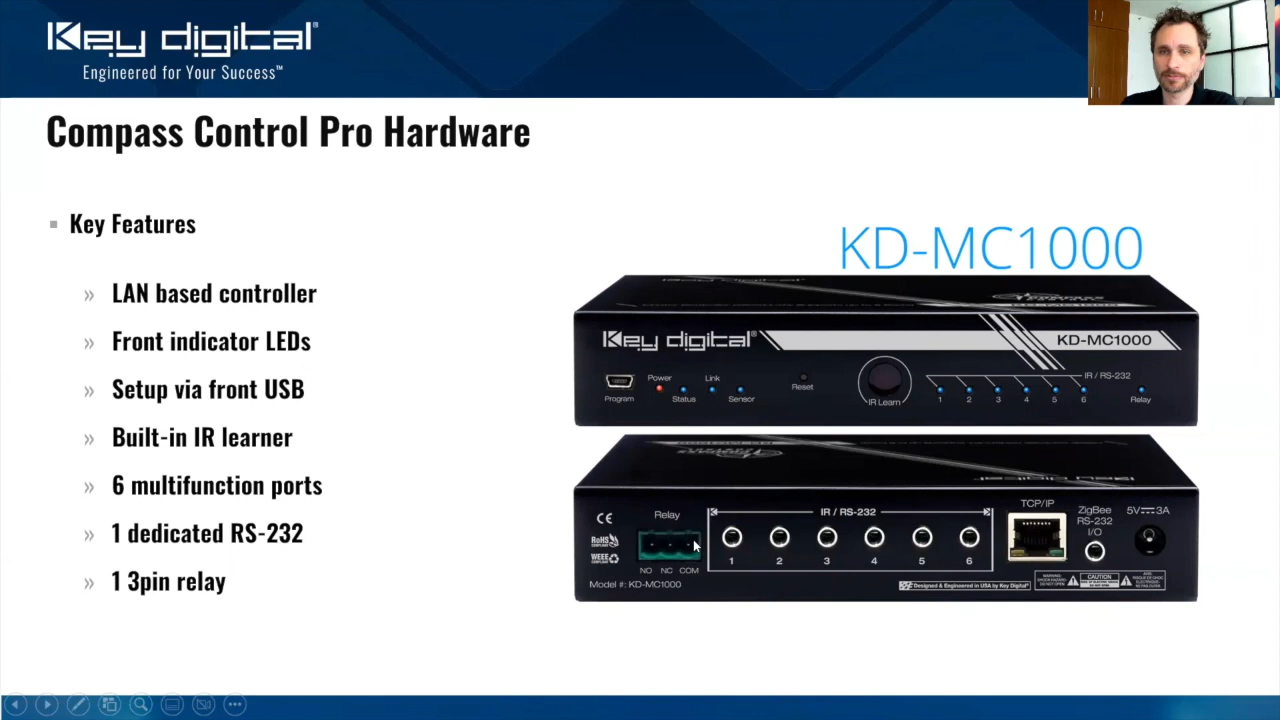 Key digital®
Engineered for Your Success™
Compass Control Pro Hardware
Key Features
LAN based controller
Front indicator LEDs
Setup via front USB
Built-in IR learner
6 multifunction ports
1 dedicated RS-232
1 3pin relay
KD-MC1000
Key digital®
KD-MC1000
Program
Power
Status
Link
Sensor
Reset
IR Learn
IR / RS-232
1 2 3 4 5 6
Relay
CE
RoHS
COMPLIANT
WEEE
COMPLIANT
Relay
NO NC COM
Model #: KD-MC1000
IR / RS-232
1 2 3 4 5 6
TCP/IP
ZigBee
RS-232
I/O
5V 3A
Designed & Engineered in USA by Key Digital®
CAUTION